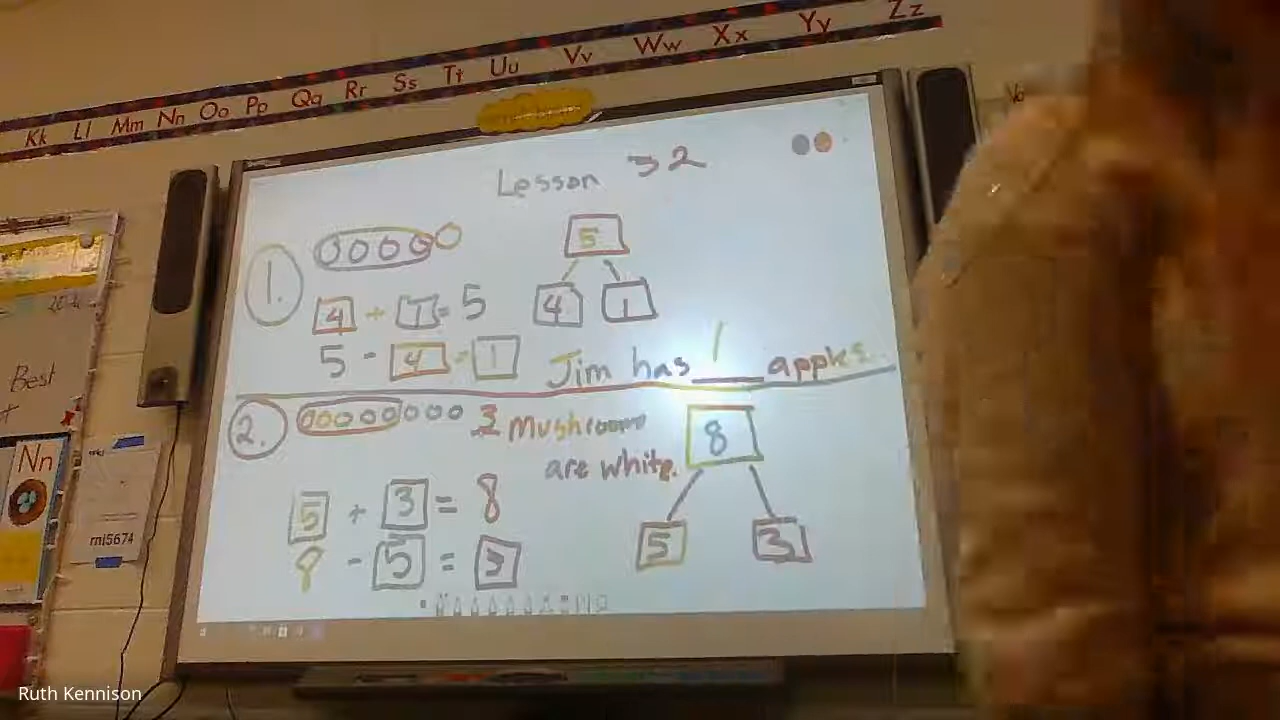 Kk Ll Mm Nn Oo Pp Qq Rr Ss Tt Uu Vv Ww Xx Yy Zz
Lesson 32
1.
5
4 1
4 + 1 = 5
5 - 4 = 1
Jim has 1 apples.
2.
3 Mushrooms
are white.
8
5 3
5 + 3 = 8
8 - 5 = 3
Best
Nn
rni5674
Ruth Kennison